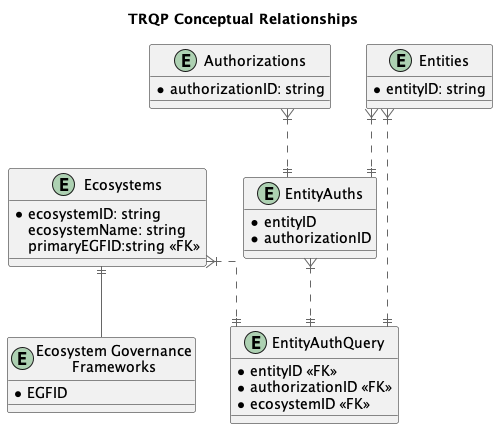 TRQP Conceptual Relationships
E Authorizations
authorizationID: string
E Entities
entityID: string
E Ecosystems
ecosystemID: string
ecosystemName: string
primaryEGFID:string «FK»
E EntityAuths
entityID
authorizationID
E Ecosystem Governance
Frameworks
EGFID
E EntityAuthQuery
entityID «FK»
authorizationID «FK»
ecosystemID «FK»